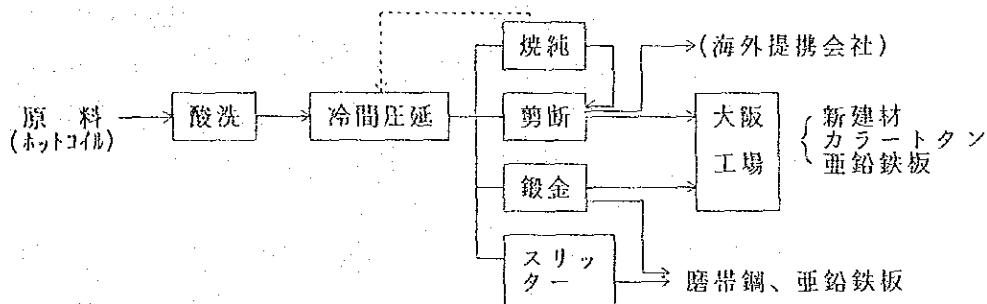 焼純
(海外提携会社)
原料
(ホットコイル)
酸洗
冷間圧延
剪断
大阪
工場
新建材
カラートタン
亜鉛鉄板
鍛金
スリッ
ター
磨帯鋼、亜鉛鉄板